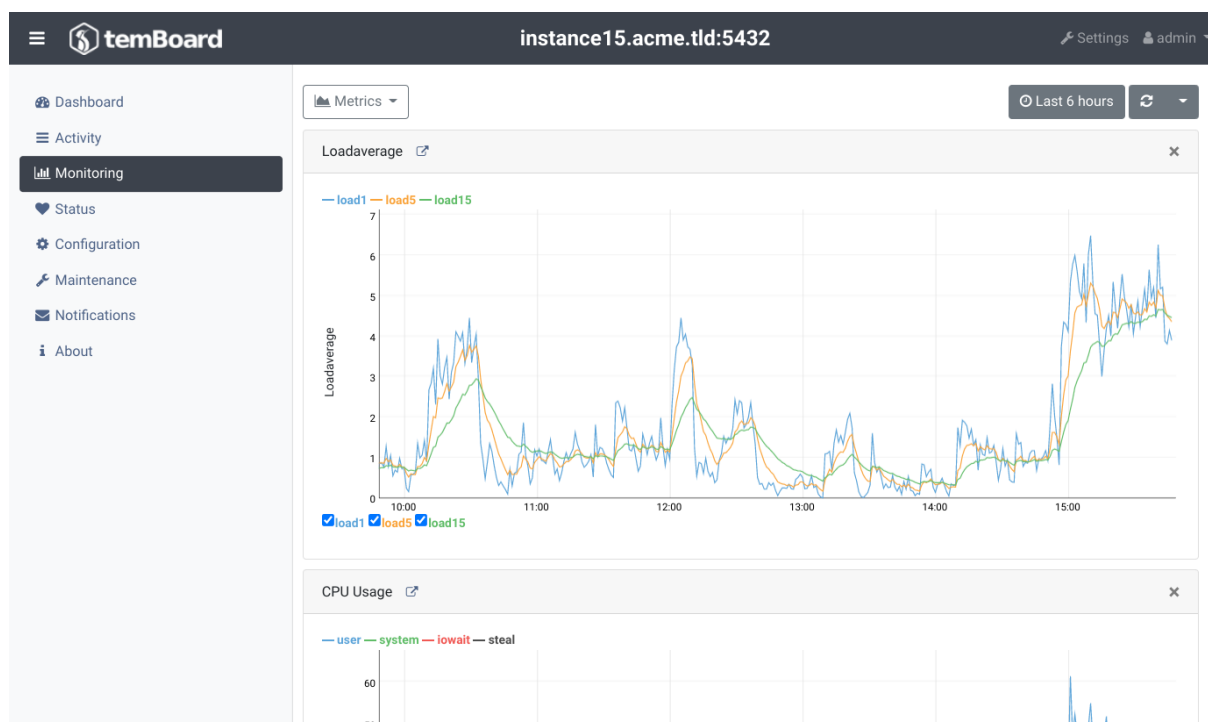 temBoard
instance15.acme.tld:5432
Settings admin
Dashboard
Activity
Monitoring
Status
Configuration
Maintenance
Notifications
About
Metrics
Last 6 hours
Loadaverage
load1 load5 load15
7
6
5
4
3
2
1
0
Loadaverage
10:00 11:00 12:00 13:00 14:00 15:00
load1 load5 load15
CPU Usage
user system iowait steal
60